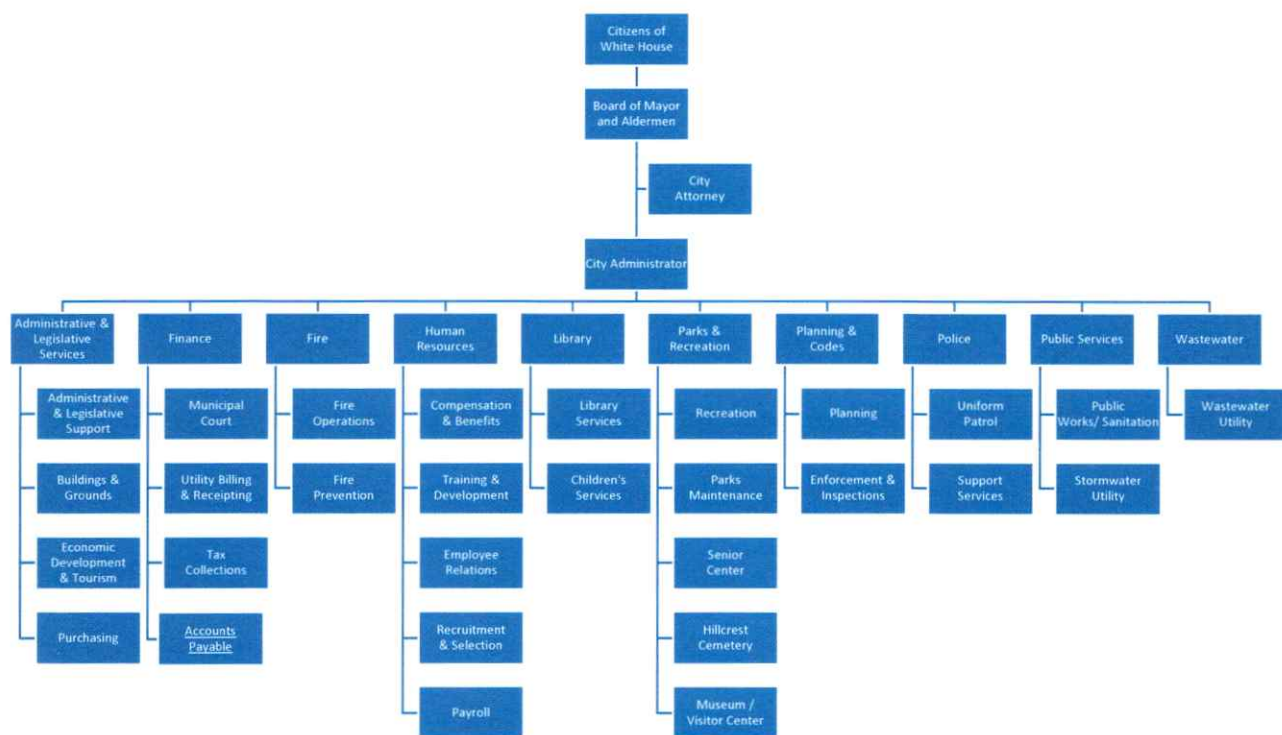 Citizens of
White House
Board of Mayor
and Aldermen
City
Attorney
City Administrator
Administrative &
Legislative
Services
Finance
Fire
Human
Resources
Library
Parks &
Recreation
Planning &
Codes
Police
Public Services
Wastewater
Administrative
& Legislative
Support
Buildings &
Grounds
Economic
Development
& Tourism
Purchasing
Municipal
Court
Utility Billing
& Receipting
Tax
Collections
Accounts
Payable
Fire
Operations
Fire
Prevention
Compensation
& Benefits
Training &
Development
Employee
Relations
Recruitment
& Selection
Payroll
Library
Services
Children's
Services
Recreation
Parks
Maintenance
Senior
Center
Hillcrest
Cemetery
Museum /
Visitor Center
Planning
Enforcement &
Inspections
Uniform
Patrol
Support
Services
Public
Works/ Sanitation
Stormwater
Utility
Wastewater
Utility